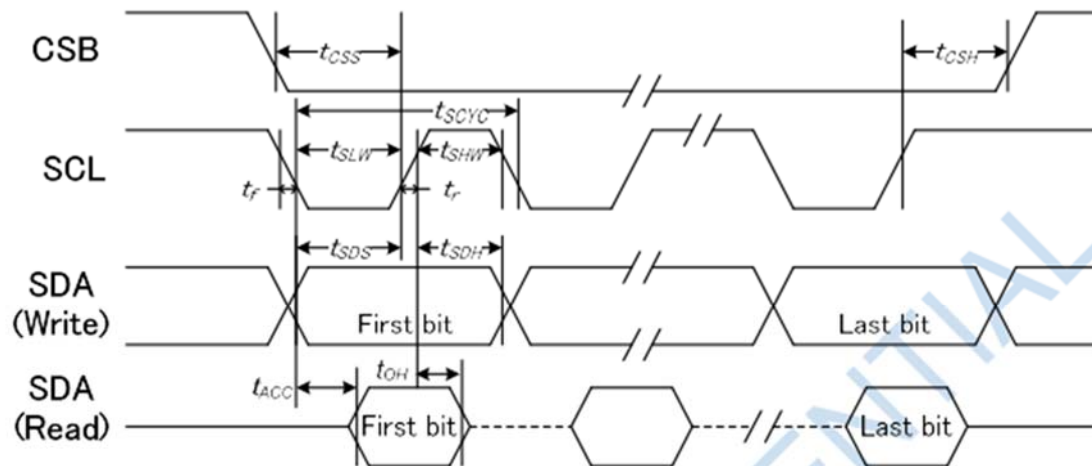 CSB
tCSS
tCSH
tSCYC
SCL
tSLW
tSHW
tf
tr
tSDS
tSDH
SDA
(Write)
First bit
Last bit
SDA
(Read)
tACC
tOH
First bit
Last bit
ENTIAL